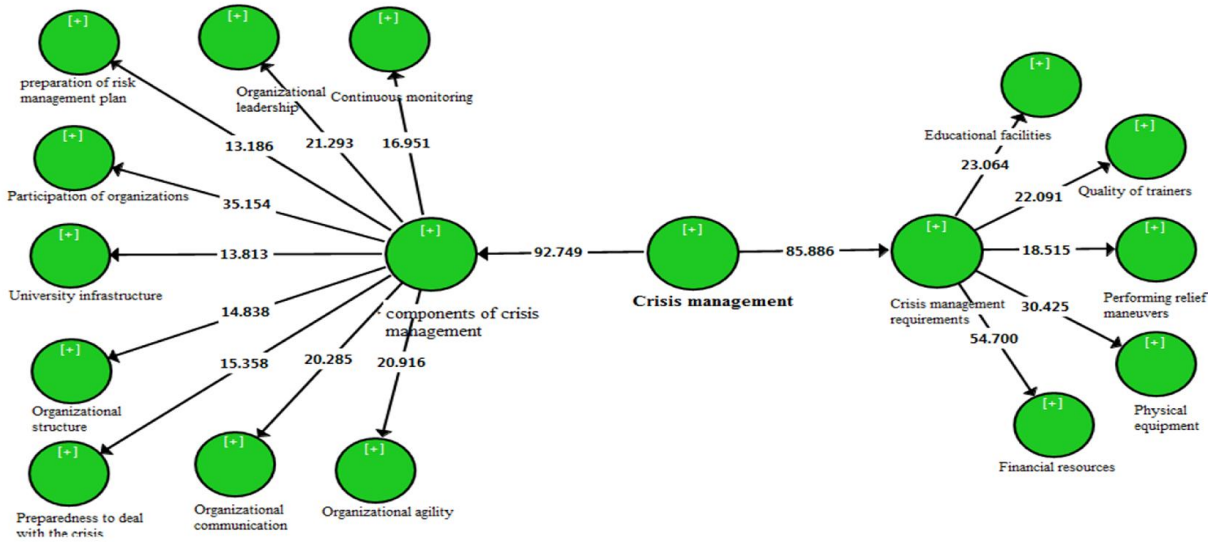 [+]
[+]
[+]
preparation of risk
management plan
Organizational
leadership
Continuous monitoring
13.186
21.293
16.951
[+]
Participation of organizations
35.154
[+]
University infrastructure
13.813
[+]
components of crisis
management
92.749
[+]
Crisis management
85.886
[+]
Crisis management
requirements
[+]
Educational facilities
23.064
[+]
Quality of trainers
22.091
[+]
Performing relief
maneuvers
18.515
[+]
Physical
equipment
30.425
[+]
Financial resources
54.700
[+]
Organizational
structure
14.838
[+]
Preparedness to deal
with the crisis
15.358
[+]
Organizational
communication
20.285
[+]
Organizational agility
20.916